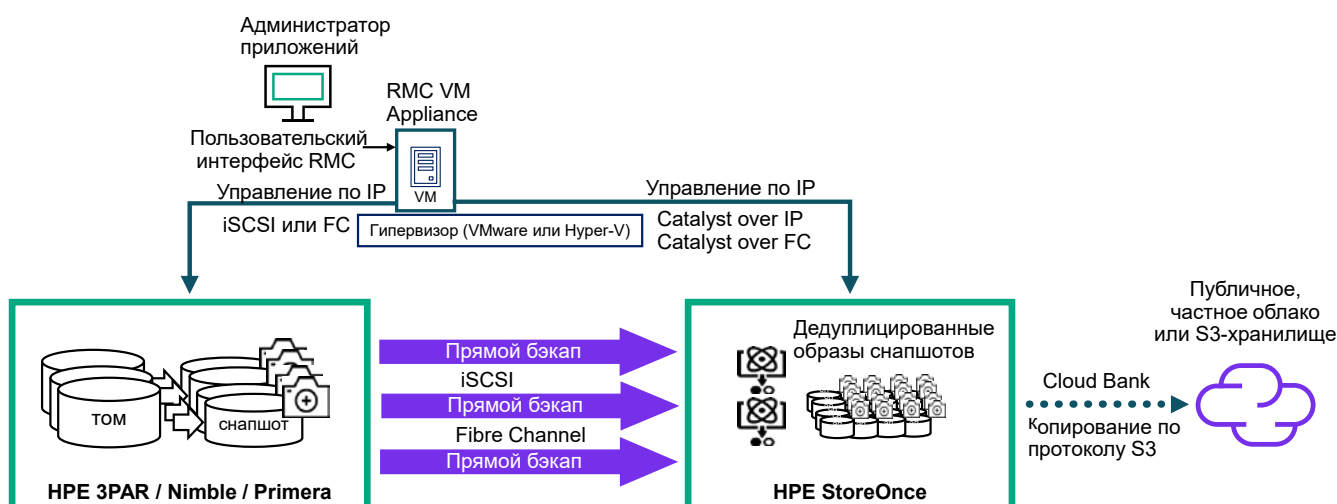 Администратор
приложений
RMC VM
Appliance
Пользовательский
интерфейс RMC
VM
Управление по IP
iSCSI или FC
Гипервизор (VMware или Hyper-V)
Управление по IP
Catalyst over IP
Catalyst over FC
том
снапшот
HPE 3PAR / Nimble / Primera
Прямой бэкап
iSCSI
Прямой бэкап
Fibre Channel
Прямой бэкап
Дедуплицированные
образы снапшотов
HPE StoreOnce
Cloud Bank
копирование по
протоколу S3
Публичное,
частное облако
или S3-хранилище